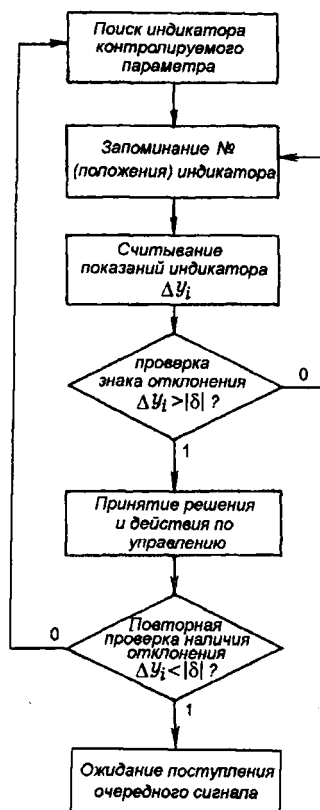 Поиск индикатора
контролируемого
параметра
Запоминание №
(положения) индикатора
Считывание
показаний индикатора
Δyᵢ
проверка
знака отклонения
Δyᵢ>|δ| ?
0
1
Принятие решения
и действия по
управлению
Повторная
проверка наличия
отклонения
Δyᵢ<|δ| ?
0
1
Ожидание поступления
очередного сигнала